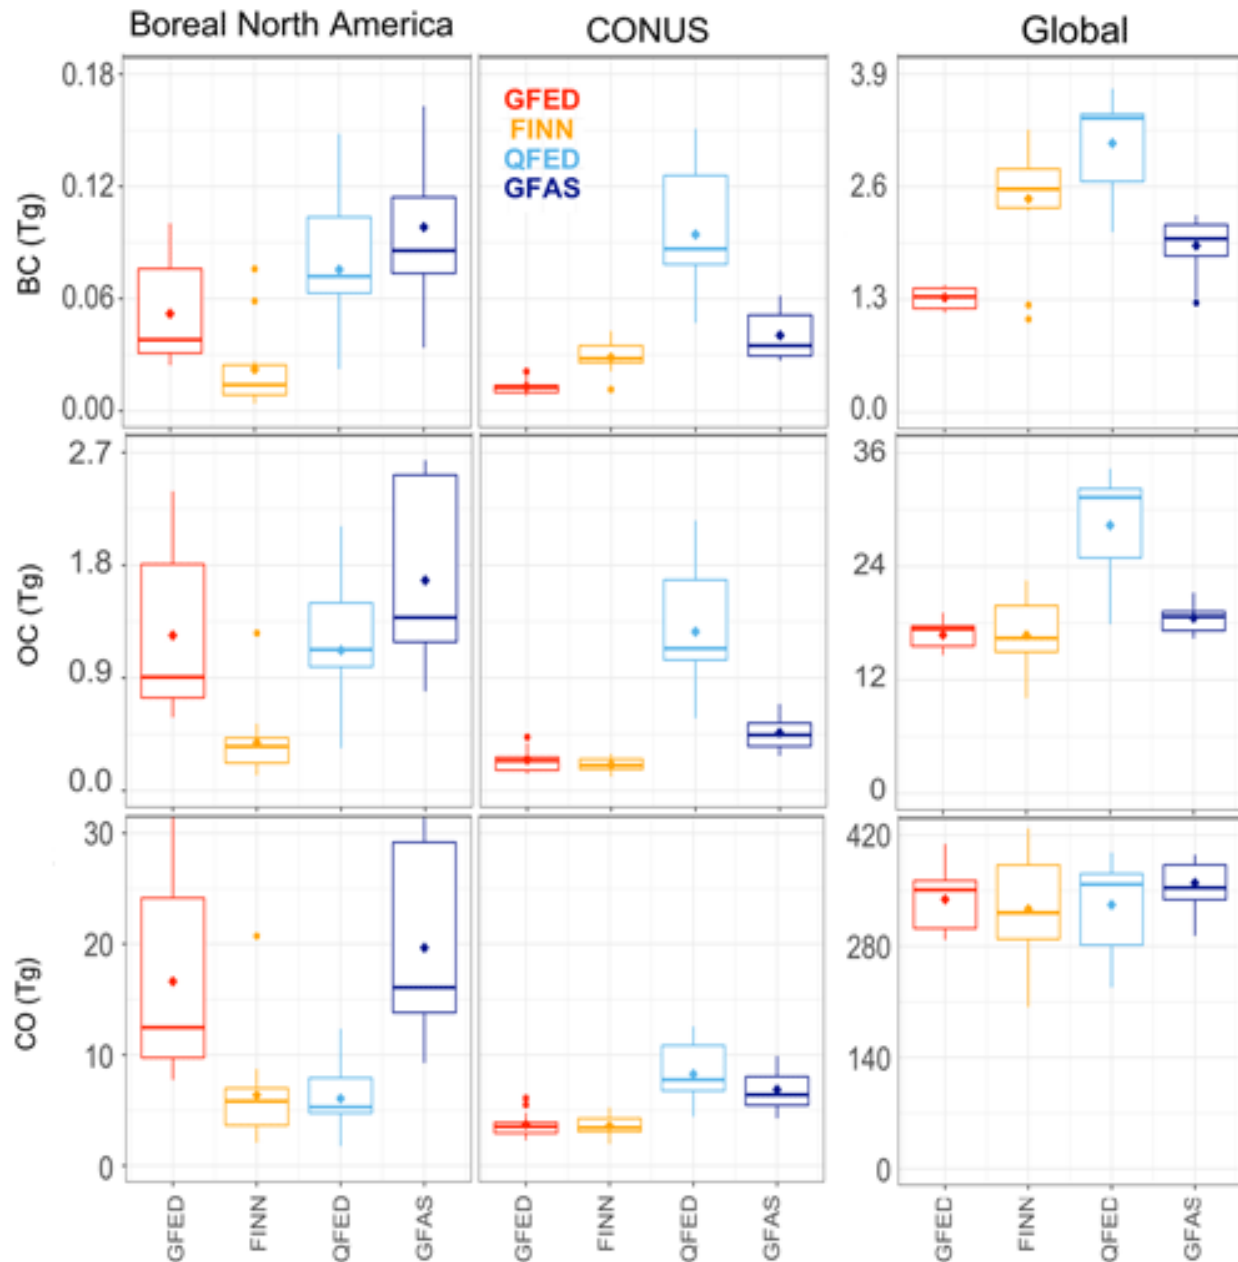 Boreal North America CONUS Global
BC (Tg)
0.18
0.12
0.06
0.00
GFED
FINN
QFED
GFAS
3.9
2.6
1.3
0.0
OC (Tg)
2.7
1.8
0.9
0.0
36
24
12
0
CO (Tg)
30
20
10
0
420
280
140
0
GFED FINN QFED GFAS GFED FINN QFED GFAS GFED FINN QFED GFAS